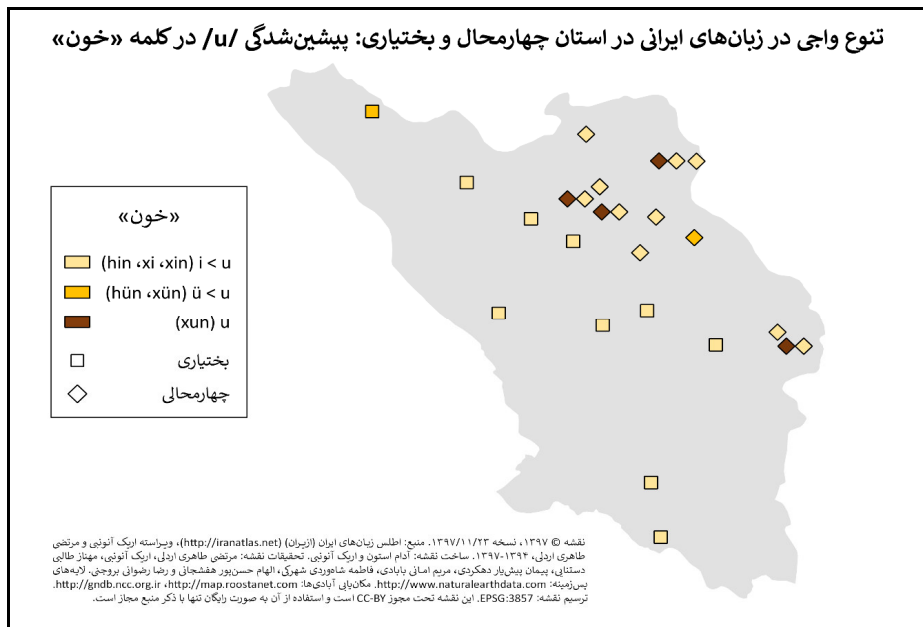 تنوع واجی در زبان‌های ایرانی در استان چهارمحال و بختیاری: پیشین‌شدگی /u/ در کلمه «خون»
«خون»
i < u (hin ،xi ،xin)
ü < u (hün ،xün)
u (xun)
بختیاری
چهارمحالی
نقشه © ۱۳۹۷، نسخه ۱۳۹۷/۱۱/۲۳. منبع: اطلس زبان‌های ایران (ازیران) (http://iranatlas.net)، ویراسته اریک آنونبی و مرتضی
طاهری اردلی، ۱۳۹۴-۱۳۹۷. ساخت نقشه: آدام استون و اریک آنونبی. تحقیقات نقشه: مرتضی طاهری اردلی، اریک آنونبی، مهناز طالبی
دستنایی، پیمان پیش‌یار دهکردی، مریم امانی بابادی، فاطمه شاه‌وردی شهرکی، الهام حسن‌پور هفشجانی و رضا رضوانی بروجنی. لایه‌های
پس‌زمینه: http://www.naturalearthdata.com. مکان‌یابی آبادی‌ها: http://map.roostanet.com، http://gndb.ncc.org.ir.
ترسیم نقشه: EPSG:3857. این نقشه تحت مجوز CC-BY است و استفاده از آن به صورت رایگان تنها با ذکر منبع مجاز است.